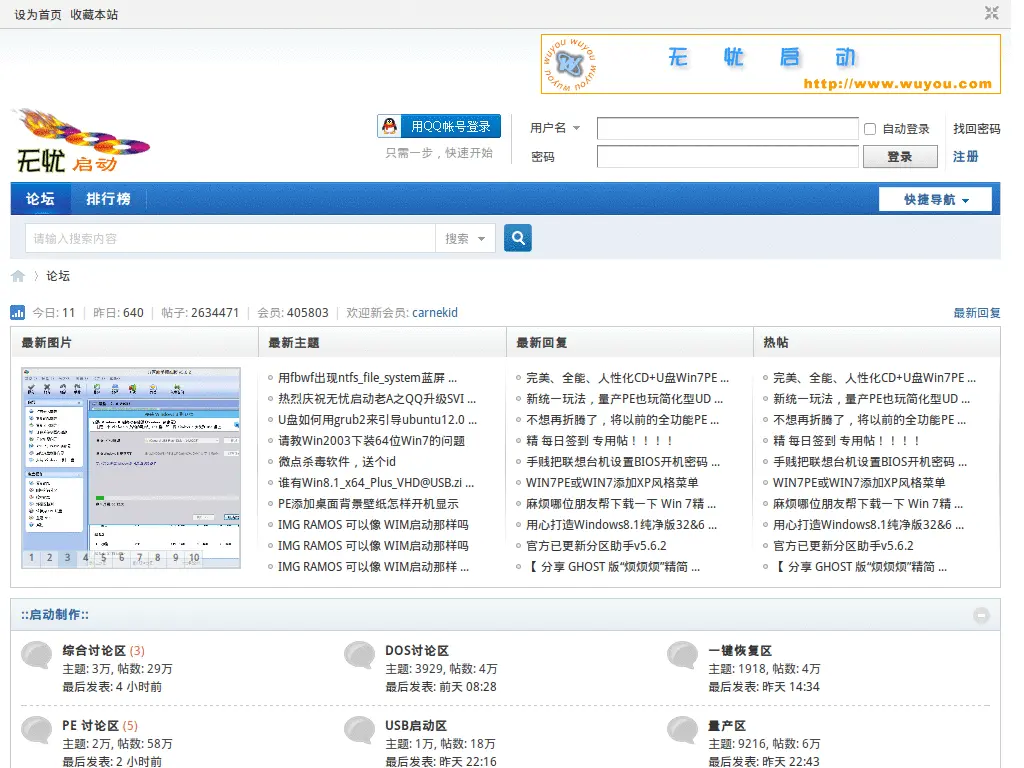 设为首页 收藏本站
wuyou wuyou wuyou wuyou
无 忧 启 动
http://www.wuyou.com
无忧 启动
用QQ帐号登录
只需一步，快速开始
用户名
自动登录 找回密码
密码
登录 注册
论坛 排行榜 快捷导航
请输入搜索内容 搜索
论坛
今日: 11 | 昨日: 640 | 帖子: 2634471 | 会员: 405803 | 欢迎新会员: carnekid 最新回复
最新图片 最新主题 最新回复 热帖
用fbwf出现ntfs_file_system蓝屏 ...
热烈庆祝无忧启动老A之QQ升级SVI ...
U盘如何用grub2来引导ubuntu12.0 ...
请教Win2003下装64位Win7的问题
微点杀毒软件，送个id
谁有Win8.1_x64_Plus_VHD@USB.zi ...
PE添加桌面背景壁纸怎样开机显示
IMG RAMOS 可以像 WIM启动那样吗
IMG RAMOS 可以像 WIM启动那样吗
IMG RAMOS 可以像 WIM启动那样 ...
完美、全能、人性化CD+U盘Win7PE ...
新统一玩法，量产PE也玩简化型UD ...
不想再折腾了，将以前的全功能PE ...
精 每日签到 专用帖！！！！
手贱把联想台机设置BIOS开机密码 ...
WIN7PE或WIN7添加XP风格菜单
麻烦哪位朋友帮下载一下 Win 7精 ...
用心打造Windows8.1纯净版32&6 ...
官方已更新分区助手v5.6.2
【 分享 GHOST 版“烦烦烦”精简 ...
完美、全能、人性化CD+U盘Win7PE ...
新统一玩法，量产PE也玩简化型UD ...
不想再折腾了，将以前的全功能PE ...
精 每日签到 专用帖！！！！
手贱把联想台机设置BIOS开机密码 ...
WIN7PE或WIN7添加XP风格菜单
麻烦哪位朋友帮下载一下 Win 7精 ...
用心打造Windows8.1纯净版32&6 ...
官方已更新分区助手v5.6.2
【 分享 GHOST 版“烦烦烦”精简 ...
1 2 3 4 5 6 7 8 9 10
::启动制作::
综合讨论区 (3)
主题: 3万, 帖数: 29万
最后发表: 4 小时前
DOS讨论区
主题: 3929, 帖数: 4万
最后发表: 前天 08:28
一键恢复区
主题: 1918, 帖数: 4万
最后发表: 昨天 14:34
PE 讨论区 (5)
主题: 2万, 帖数: 58万
最后发表: 2 小时前
USB启动区
主题: 1万, 帖数: 18万
最后发表: 昨天 22:16
量产区
主题: 9216, 帖数: 6万
最后发表: 昨天 22:43